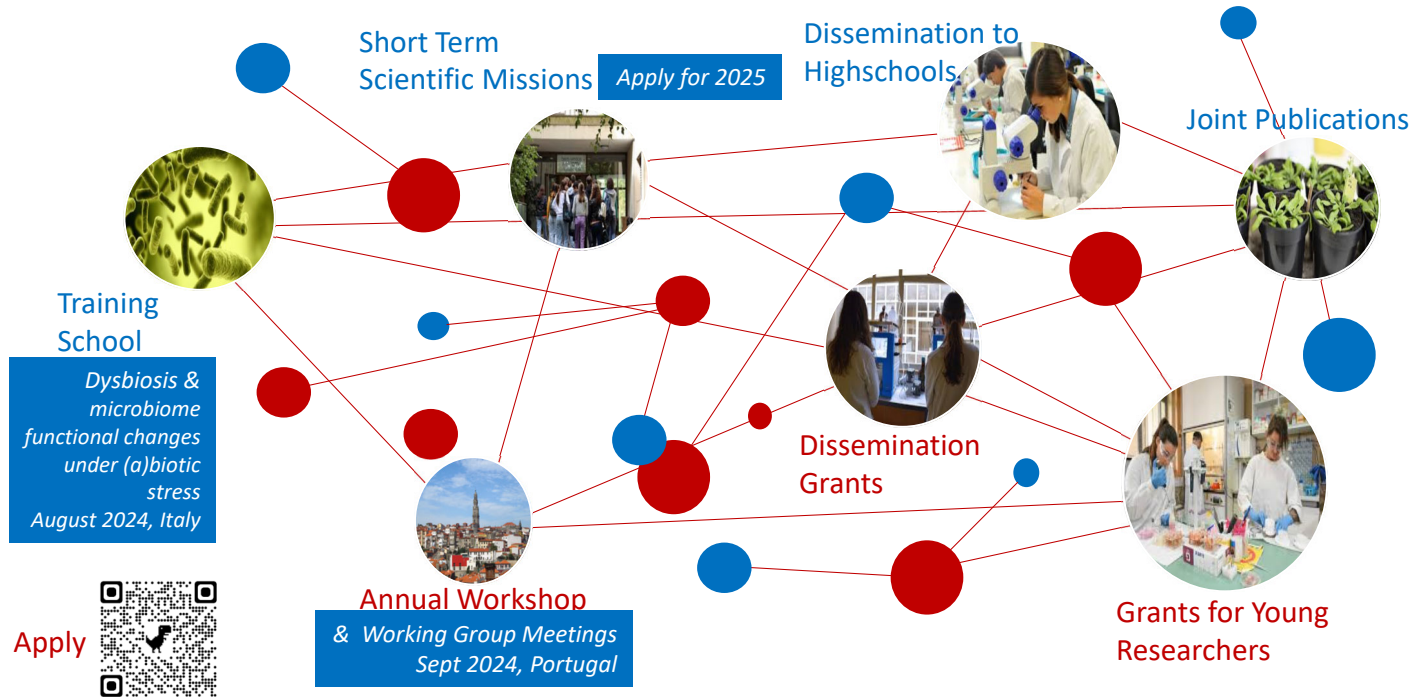 Short Term
Scientific Missions
Apply for 2025
Dissemination to
Highschools
Joint Publications
Training
School
Dysbiosis &
microbiome
functional changes
under (a)biotic
stress
August 2024, Italy
Dissemination
Grants
Annual Workshop
& Working Group Meetings
Sept 2024, Portugal
Grants for Young
Researchers
Apply